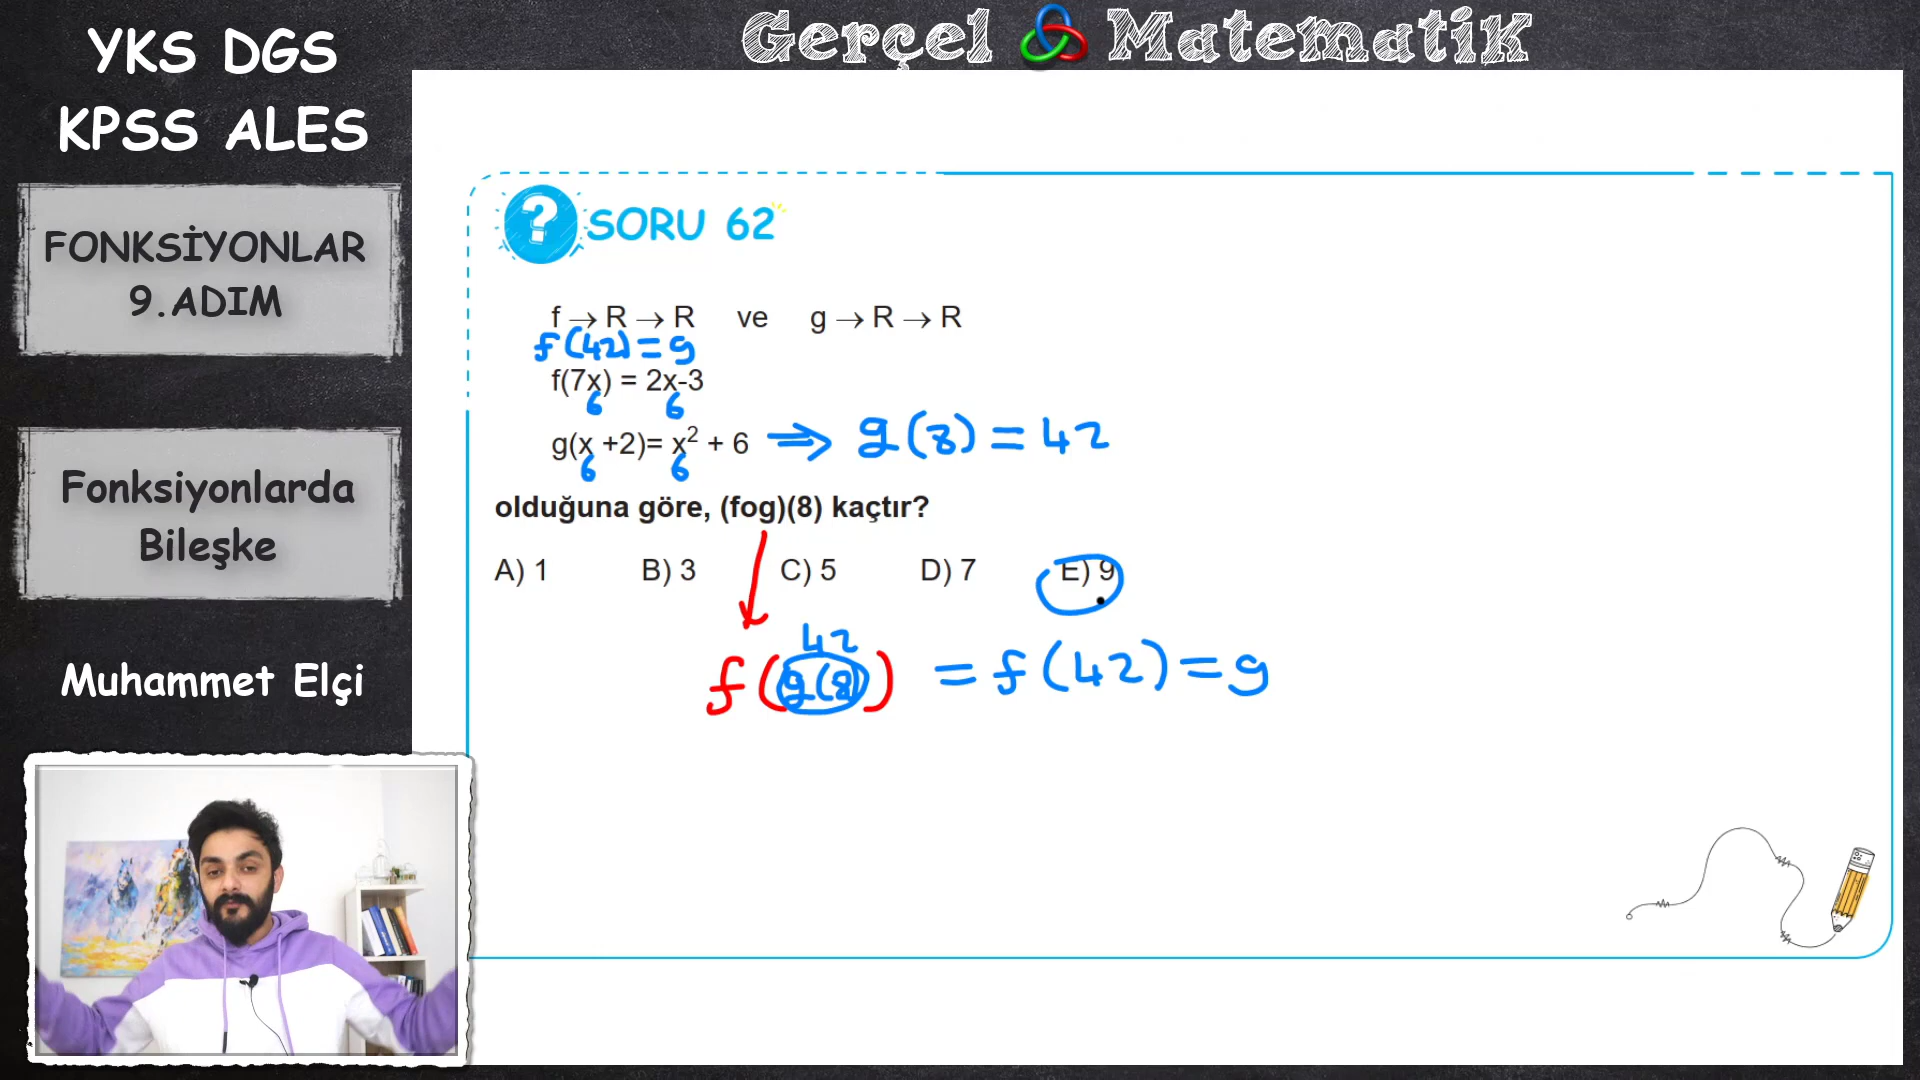 Gerçel Matematik
YKS DGS
KPSS ALES
FONKSİYONLAR
9.ADIM
Fonksiyonlarda
Bileşke
Muhammet Elçi
? SORU 62
f → R → R ve g → R → R
f(42) = 9
f(7x) = 2x-3
6 6
g(x +2)= x² + 6 ⇒ g(8) = 42
6 6
olduğuna göre, (fog)(8) kaçtır?
A) 1 B) 3 C) 5 D) 7 E) 9
42
f(g(8)) = f(42) = 9